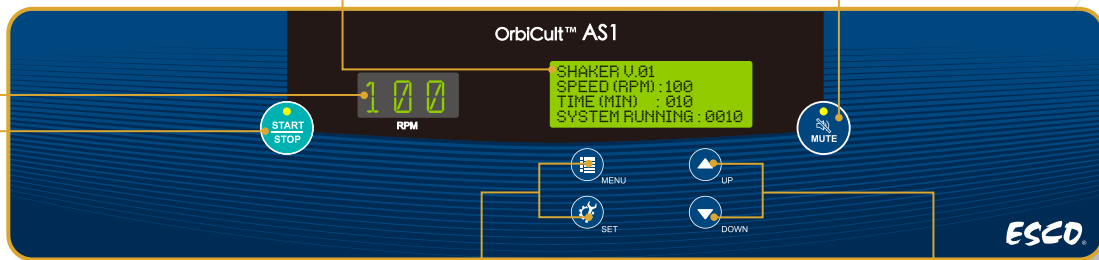 OrbiCult™ AS1
SHAKER V.01
SPEED (RPM) : 100
TIME (MIN) : 010
SYSTEM RUNNING : 0010
100
RPM
START
STOP
MUTE
MENU
UP
SET
DOWN
ESCO®